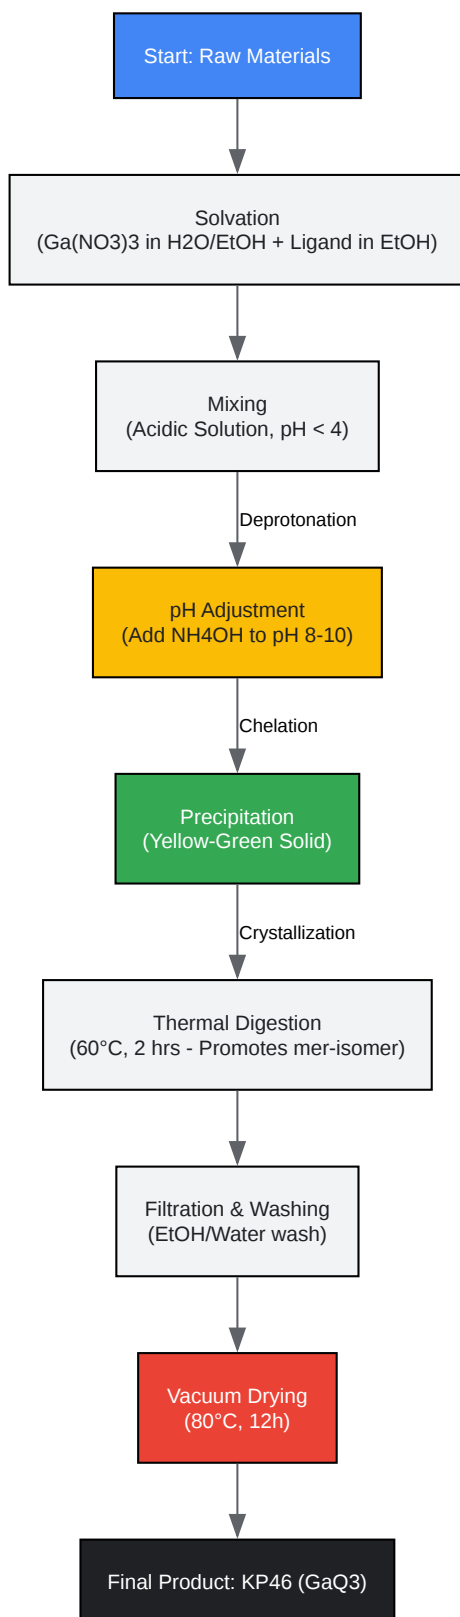 Start: Raw Materials
Solvation
(Ga(NO3)3 in H2O/EtOH + Ligand in EtOH)
Mixing
(Acidic Solution, pH < 4)
Deprotonation
pH Adjustment
(Add NH4OH to pH 8-10)
Chelation
Precipitation
(Yellow-Green Solid)
Crystallization
Thermal Digestion
(60°C, 2 hrs - Promotes mer-isomer)
Filtration & Washing
(EtOH/Water wash)
Vacuum Drying
(80°C, 12h)
Final Product: KP46 (GaQ3)